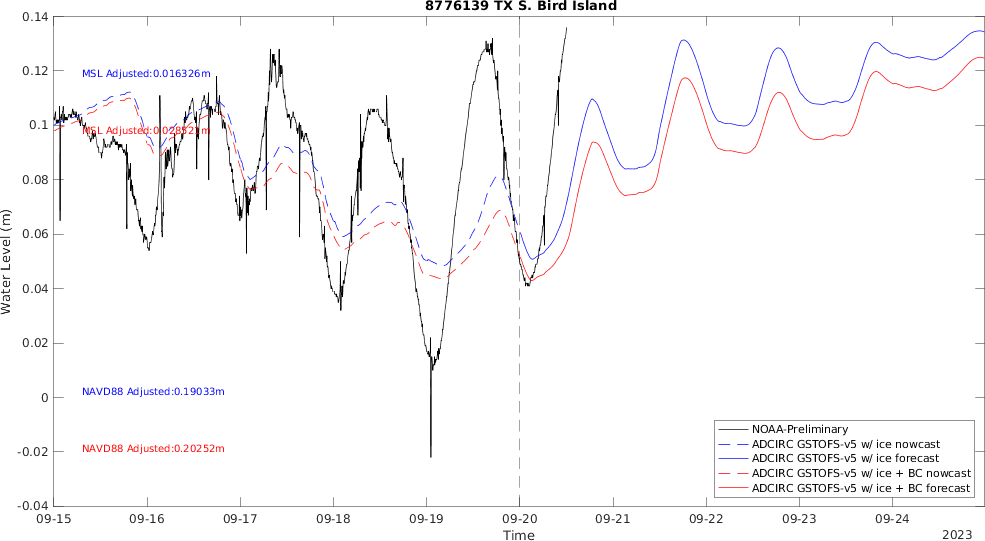 8776139 TX S. Bird Island
0.14
0.12
0.1
0.08
0.06
0.04
0.02
0
-0.02
-0.04
Water Level (m)
MSL Adjusted:0.016326m
MSL Adjusted:0.028521m
NAVD88 Adjusted:0.19033m
NAVD88 Adjusted:0.20252m
NOAA-Preliminary
ADCIRC GSTOFS-v5 w/ ice nowcast
ADCIRC GSTOFS-v5 w/ ice forecast
ADCIRC GSTOFS-v5 w/ ice + BC nowcast
ADCIRC GSTOFS-v5 w/ ice + BC forecast
09-15 09-16 09-17 09-18 09-19 09-20 09-21 09-22 09-23 09-24
Time
2023